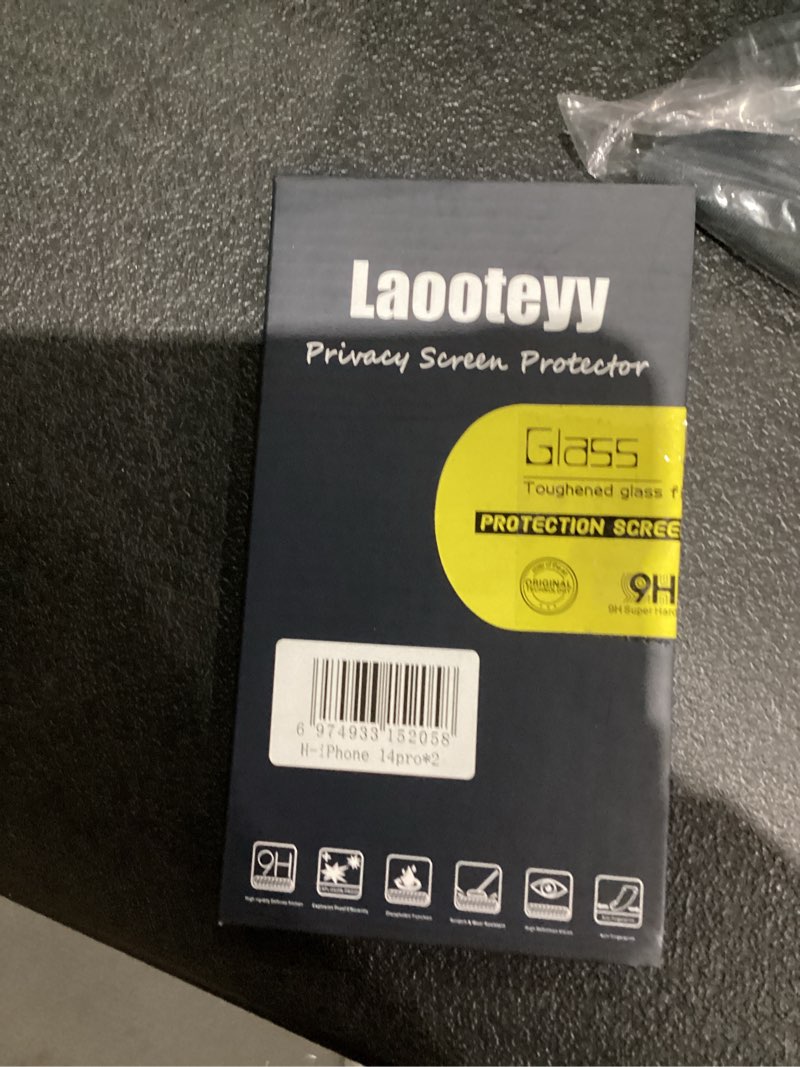 Laooteyy
Privacy Screen Protector
Glass
Toughened glass f
PROTECTION SCREE
ORIGINAL
TECHNOLOGY
9H
9H Super Hard
6 974933 152058
H-iPhone 14pro*2
9H